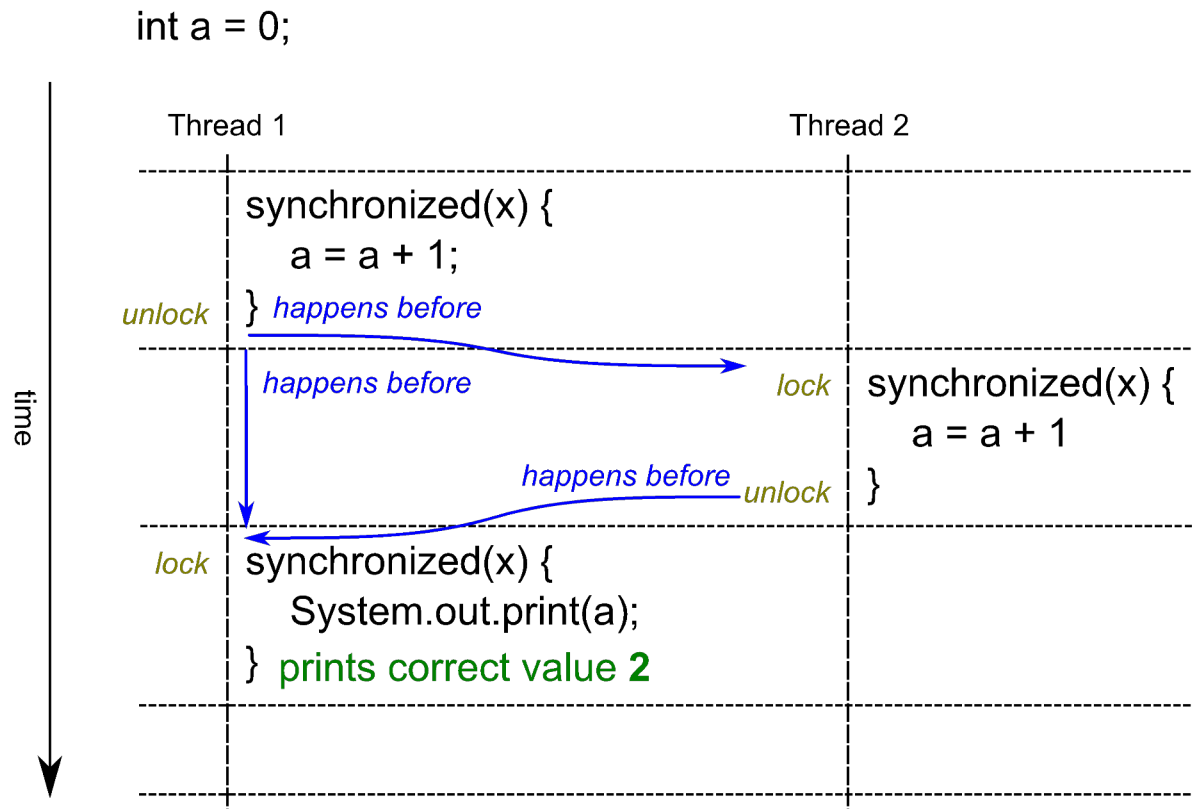 int a = 0;
Thread 1
Thread 2
synchronized(x) {
a = a + 1;
unlock
} happens before
happens before
time
lock
synchronized(x) {
a = a + 1
happens before
unlock
}
lock
synchronized(x) {
System.out.print(a);
} prints correct value 2